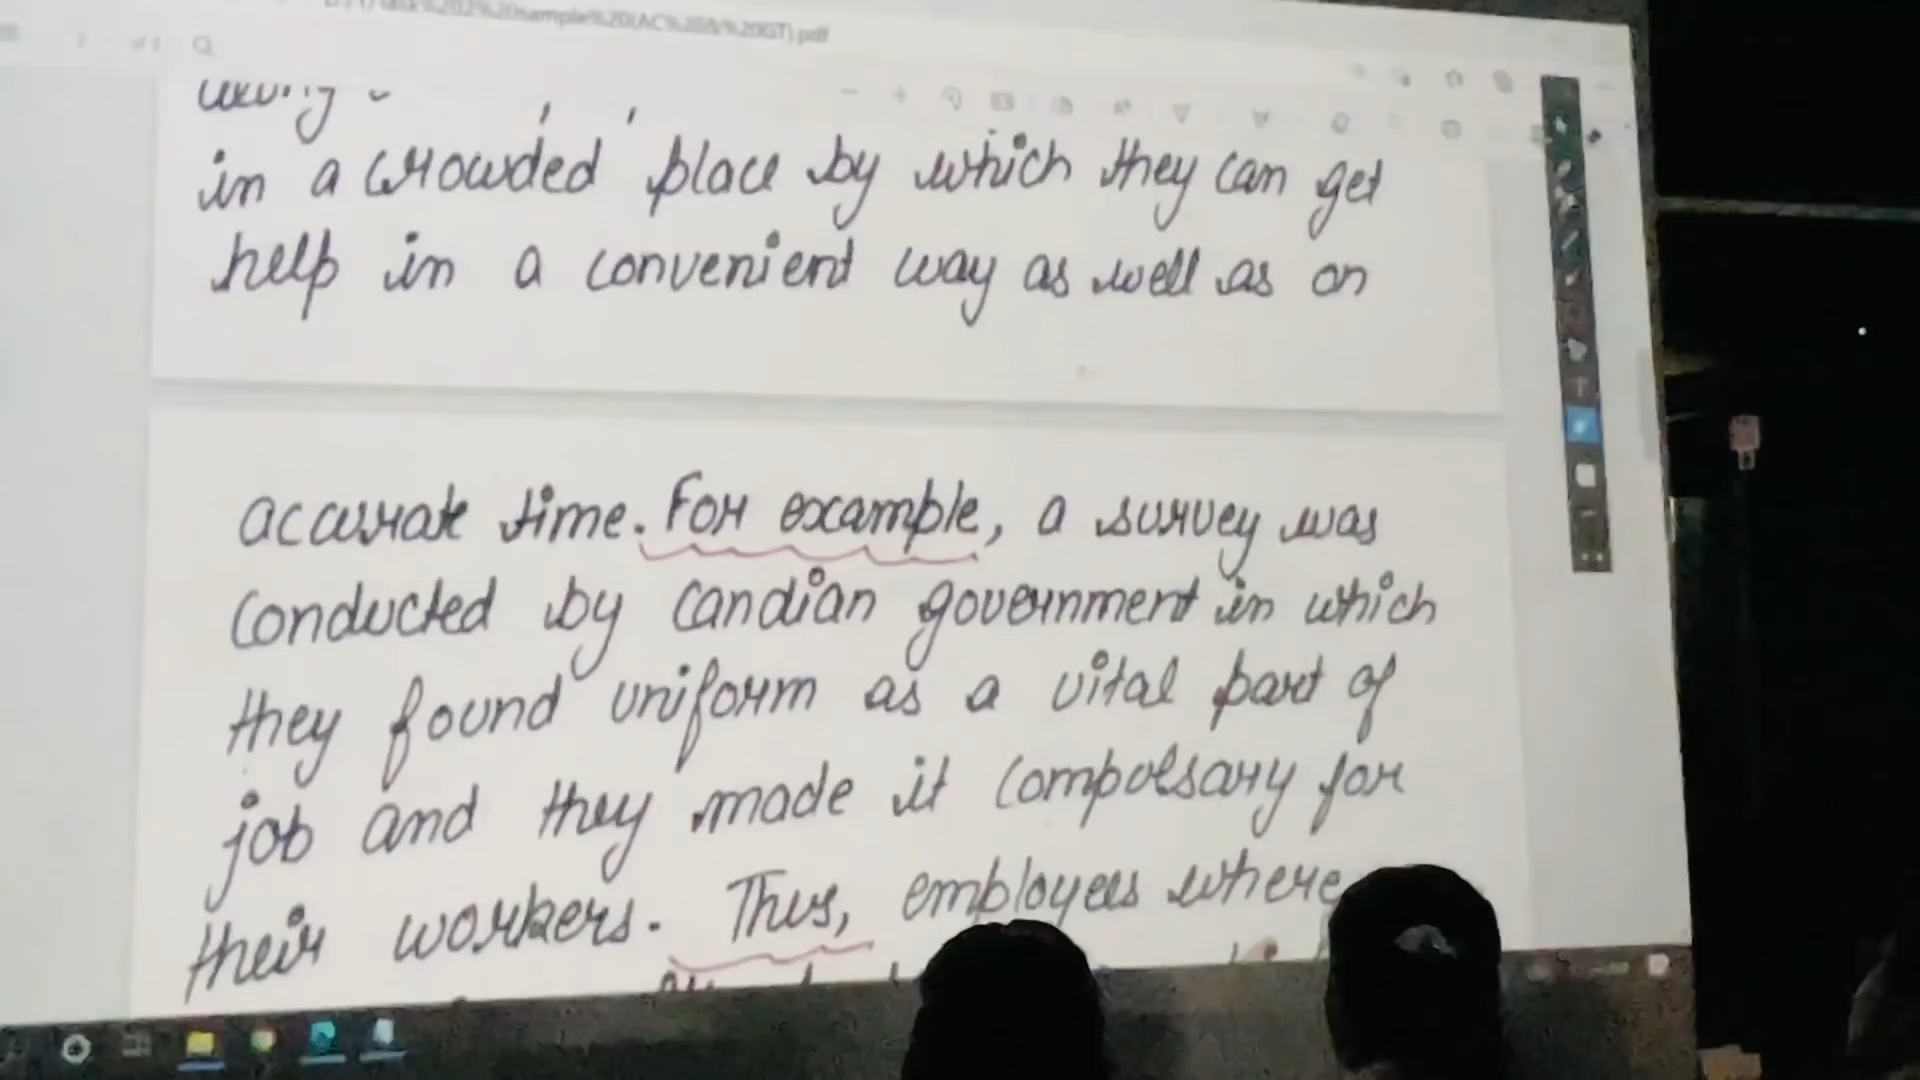 in a crowded place by which they can get
help in a convenient way as well as on
accurate time. For example, a survey was
conducted by candian government in which
they found uniform as a vital part of
job and they made it compulsary for
their workers. Thus, employees where